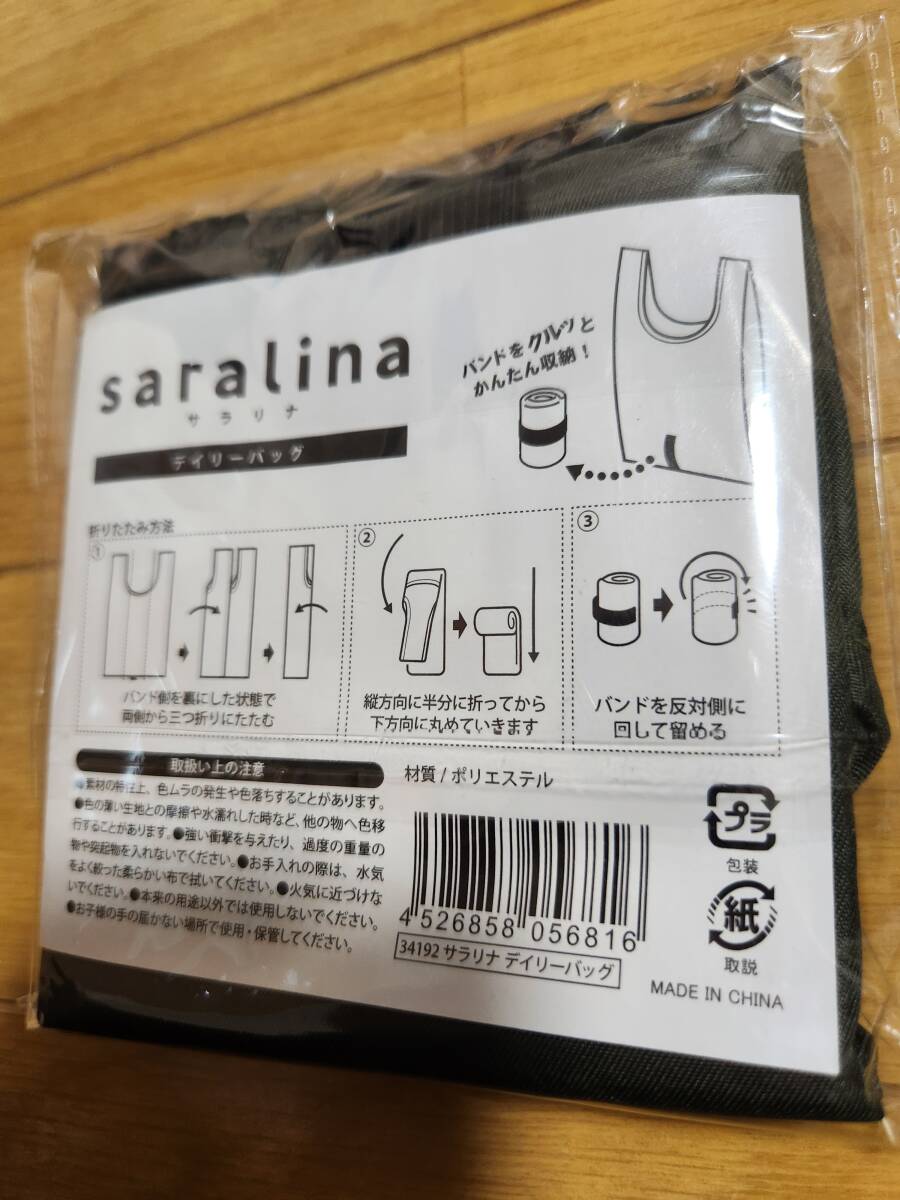 saralina
サラリナ
デイリーバッグ
バンドをクルッと
かんたん収納！
折りたたみ方法
①
バンド側を裏にした状態で
両側から三つ折りにたたむ
②
縦方向に半分に折ってから
下方向に丸めていきます
③
バンドを反対側に
回して留める
取扱い上の注意
●素材の特性上、色ムラの発生や色落ちすることがあります。
●色の薄い生地との摩擦や水濡れした時など、他の物へ色移
行することがあります。●強い衝撃を与えたり、過度の重量の
物や突起物を入れないでください。●お手入れの際は、水気
をよく絞った柔らかい布で拭いてください。●火気に近づけな
いでください。●本来の用途以外では使用しないでください。
●お子様の手の届かない場所で使用・保管してください。
材質 / ポリエステル
4 526858 056816
34192 サラリナ デイリーバッグ
プラ
包装
紙
取説
MADE IN CHINA